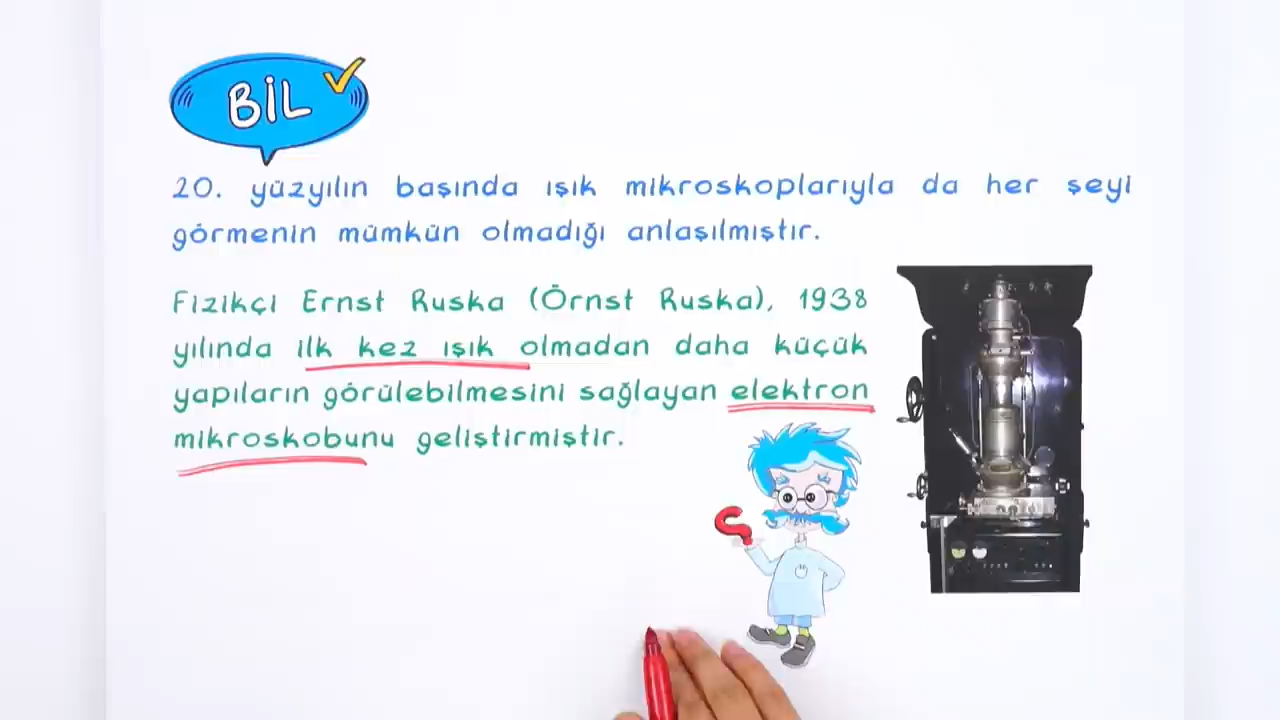 BİL
20. yüzyılın başında ışık mikroskoplarıyla da her şeyi
görmenin mümkün olmadığı anlaşılmıştır.
Fizikçi Ernst Ruska (Örnst Ruska), 1938
yılında ilk kez ışık olmadan daha küçük
yapıların görülebilmesini sağlayan elektron
mikroskobunu geliştirmiştir.